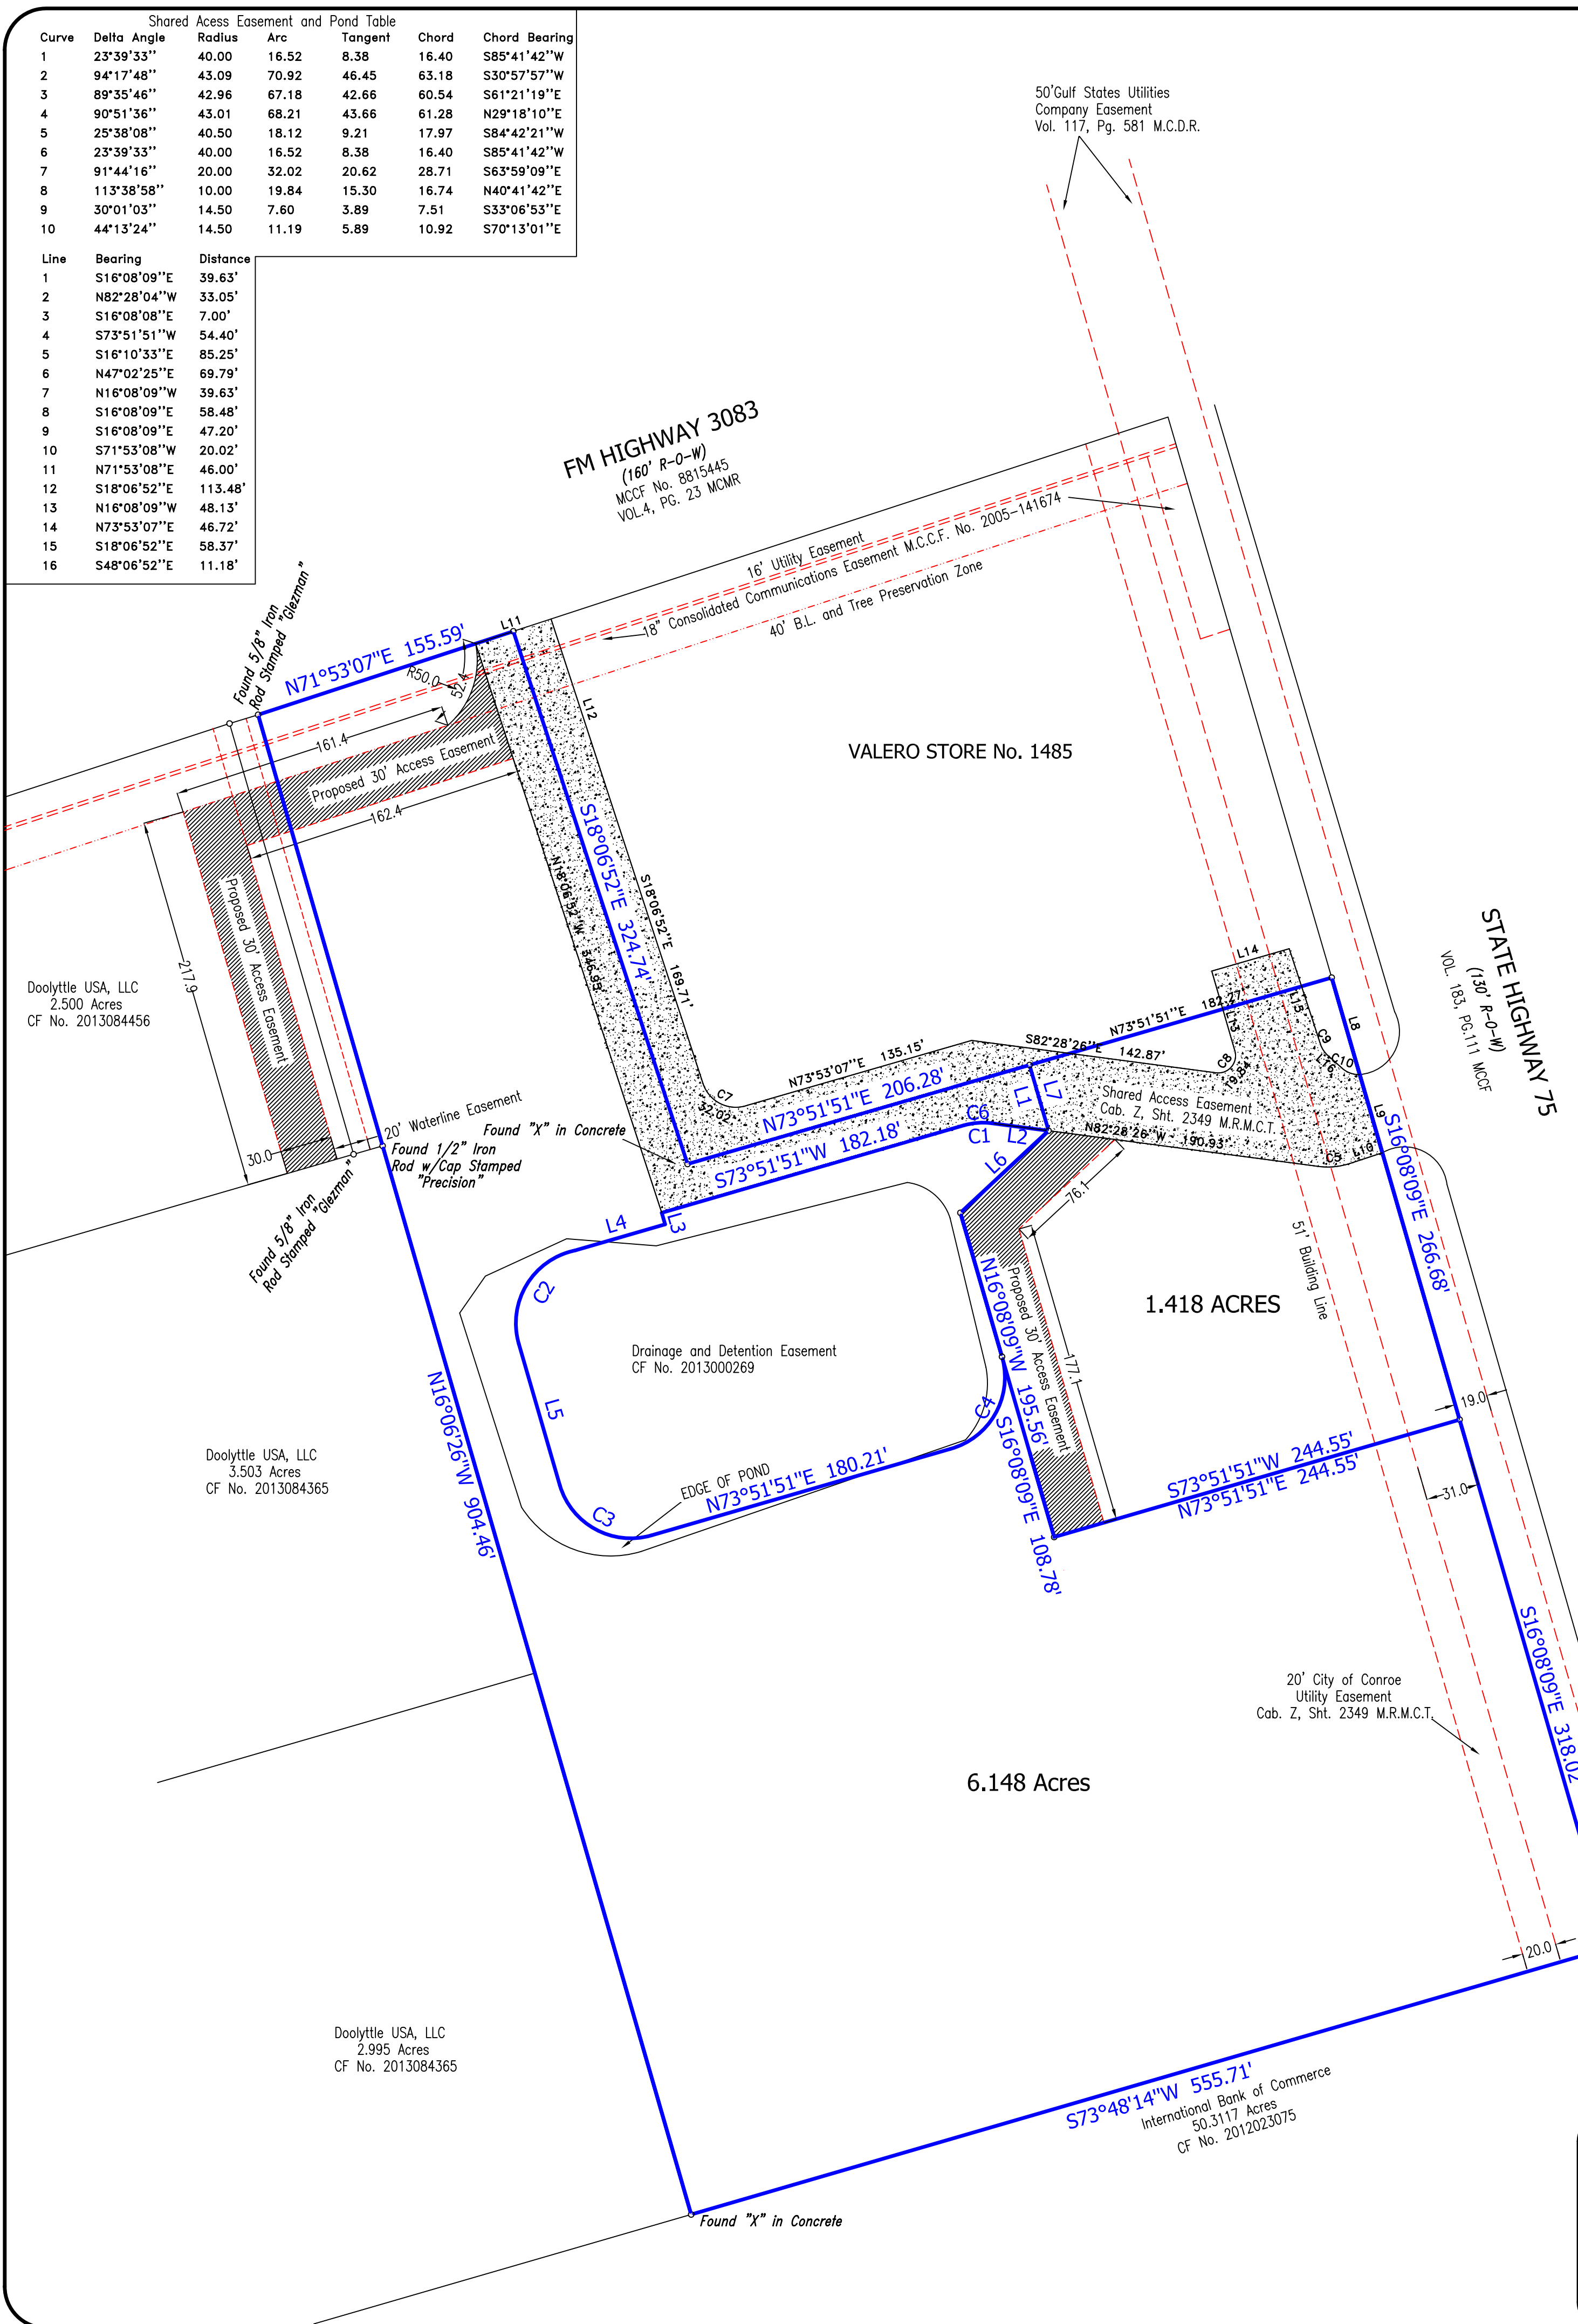 Shared Acess Easement and Pond Table
Curve Delta Angle Radius Arc Tangent Chord Chord Bearing
1 23°39'33'' 40.00 16.52 8.38 16.40 S85°41'42''W
2 94°17'48'' 43.09 70.92 46.45 63.18 S30°57'57''W
3 89°35'46'' 42.96 67.18 42.66 60.54 S61°21'19''E
4 90°51'36'' 43.01 68.21 43.66 61.28 N29°18'10''E
5 25°38'08'' 40.50 18.12 9.21 17.97 S84°42'21''W
6 23°39'33'' 40.00 16.52 8.38 16.40 S85°41'42''W
7 91°44'16'' 20.00 32.02 20.62 28.71 S63°59'09''E
8 113°38'58'' 10.00 19.84 15.30 16.74 N40°41'42''E
9 30°01'03'' 14.50 7.60 3.89 7.51 S33°06'53''E
10 44°13'24'' 14.50 11.19 5.89 10.92 S70°13'01''E
Line Bearing Distance
1 S16°08'09''E 39.63'
2 N82°28'04''W 33.05'
3 S16°08'08''E 7.00'
4 S73°51'51''W 54.40'
5 S16°10'33''E 85.25'
6 N47°02'25''E 69.79'
7 N16°08'09''W 39.63'
8 S16°08'09''E 58.48'
9 S16°08'09''E 47.20'
10 S71°53'08''W 20.02'
11 N71°53'08''E 46.00'
12 S18°06'52''E 113.48'
13 N16°08'09''W 48.13'
14 N73°53'07''E 46.72'
15 S18°06'52''E 58.37'
16 S48°06'52''E 11.18'
50'Gulf States Utilities
Company Easement
Vol. 117, Pg. 581 M.C.D.R.
FM HIGHWAY 3083
(160' R-O-W)
MCCF No. 8815445
VOL.4, PG. 23 MCMR
16' Utility Easement
18" Consolidated Communications Easement M.C.C.F. No. 2005-141674
40' B.L. and Tree Preservation Zone
Found 5/8" Iron
Rod Stamped "Glezman"
N71°53'07"E 155.59'
L11
R50.0
52.4
L12
161.4
Proposed 30' Access Easement
162.4
VALERO STORE No. 1485
S18°06'52"E 324.74'
N18°06'52''W 346.95'
S18°06'52''E 169.71'
Proposed 30' Access Easement
217.9
Doolyttle USA, LLC
2.500 Acres
CF No. 2013084456
STATE HIGHWAY 75
(130' R-O-W)
VOL. 183, PG.111 MCCF
L14
L13
L15
L8
C8
19.84
C9
L16
C10
L9
N73°51'51''E 182.27'
S82°28'26''E 142.87'
N73°53'07''E 135.15'
C7
32.02'
N73°51'51"E 206.28'
L1
L7
Shared Access Easement
Cab. Z, Sht. 2349 M.R.M.C.T.
N82°28'26''W 190.93'
C5
L10
C6
C1
L2
S73°51'51"W 182.18'
20' Waterline Easement
Found "X" in Concrete
30.0
Found 1/2" Iron
Rod w/Cap Stamped
"Precision"
Found 5/8" Iron
Rod Stamped "Glezman"
L6
76.1
L3
L4
C2
S16°08'09"E 266.68'
51' Building Line
N16°08'09"W 195.56'
Proposed 30' Access Easement
177.1
1.418 ACRES
Drainage and Detention Easement
CF No. 2013000269
L5
C4
C3
EDGE OF POND
N73°51'51"E 180.21'
S16°08'09"E 108.78'
S73°51'51"W 244.55'
N73°51'51"E 244.55'
19.0
31.0
N16°06'26"W 904.46'
Doolyttle USA, LLC
3.503 Acres
CF No. 2013084365
S16°08'09"E 318.02'
20' City of Conroe
Utility Easement
Cab. Z, Sht. 2349 M.R.M.C.T.
6.148 Acres
20.0
Doolyttle USA, LLC
2.995 Acres
CF No. 2013084365
S73°48'14"W 555.71'
International Bank of Commerce
50.3117 Acres
CF No. 2012023075
Found "X" in Concrete